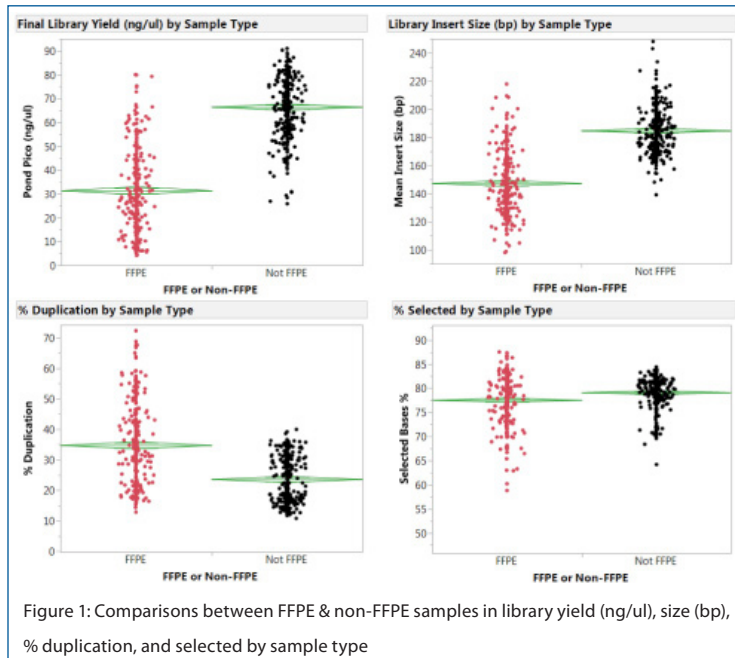 Final Library Yield (ng/ul) by Sample Type
Pond Pico (ng/ul)
90
80
70
60
50
40
30
20
10
0
FFPE Not FFPE
FFPE or Non-FFPE
Library Insert Size (bp) by Sample Type
Mean Insert Size (bp)
240
220
200
180
160
140
120
100
FFPE Not FFPE
FFPE or Non-FFPE
% Duplication by Sample Type
% Duplication
70
60
50
40
30
20
10
0
FFPE Not FFPE
FFPE or Non-FFPE
% Selected by Sample Type
Selected Bases %
90
85
80
75
70
65
60
55
50
FFPE Not FFPE
FFPE or Non-FFPE
Figure 1: Comparisons between FFPE & non-FFPE samples in library yield (ng/ul), size (bp),
% duplication, and selected by sample type